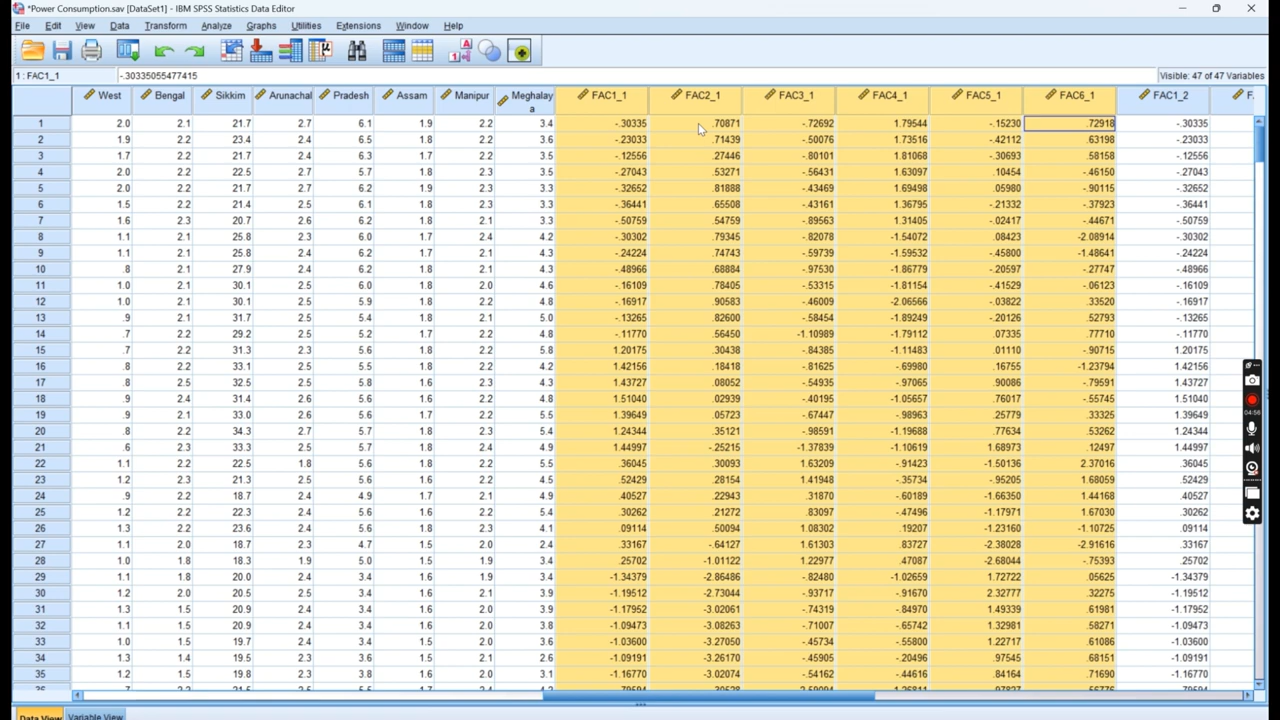 *Power Consumption.sav [DataSet1] - IBM SPSS Statistics Data Editor
File Edit View Data Transform Analyze Graphs Utilities Extensions Window Help
1 : FAC1_1 -.30335055477415 Visible: 47 of 47 Variables
West Bengal Sikkim Arunachal Pradesh Assam Manipur Meghalaya FAC1_1 FAC2_1 FAC3_1 FAC4_1 FAC5_1 FAC6_1 FAC1_2 F.
1 2.0 2.1 21.7 2.7 6.1 1.9 2.2 3.4 -.30335 .70871 -.72692 1.79544 -.15230 .72918 -.30335
2 1.9 2.2 23.4 2.4 6.5 1.8 2.2 3.6 -.23033 .71439 -.50076 1.73516 -.42112 .63198 -.23033
3 1.7 2.2 21.7 2.4 6.3 1.7 2.2 3.5 -.12556 .27446 -.80101 1.81068 -.30693 .58158 -.12556
4 2.0 2.2 22.5 2.7 5.7 1.8 2.2 3.3 -.27043 .53271 -.56431 1.63097 .10454 -.46150 -.27043
5 2.0 2.2 21.7 2.7 6.2 1.9 2.3 3.3 -.32652 .81888 -.43469 1.69498 .05980 -.90115 -.32652
6 1.5 2.2 21.4 2.5 6.1 1.8 2.3 3.3 -.36441 .65508 -.43161 1.36795 -.21332 -.37923 -.36441
7 1.6 2.3 20.7 2.6 6.2 1.8 2.1 3.3 -.50759 .54759 -.89563 1.31405 -.02417 -.44671 -.50759
8 1.1 2.1 25.8 2.3 6.0 1.7 2.4 4.2 -.30302 .79345 -.82078 -1.54072 .08423 -2.08914 -.30302
9 1.1 2.1 25.8 2.4 6.2 1.7 2.1 4.3 -.24224 .74743 -.59739 -1.59532 -.45800 -1.48641 -.24224
10 .8 2.1 27.9 2.4 6.2 1.8 2.1 4.3 -.48966 .68884 -.97530 -1.86779 -.20597 -.27747 -.48966
11 1.0 2.1 30.1 2.5 6.0 1.8 2.0 4.6 -.16109 .78405 -.53315 -1.81154 -.41529 -.06123 -.16109
12 1.0 2.1 30.1 2.5 5.9 1.8 2.2 4.8 -.16917 .90583 -.46009 -2.06566 -.03822 .33520 -.16917
13 .9 2.1 31.7 2.5 5.4 1.8 2.1 5.0 -.13265 .82600 -.58454 -1.89249 -.20126 .52793 -.13265
14 .7 2.2 29.2 2.5 5.2 1.7 2.2 4.8 -.11770 .56450 -1.10989 -1.79112 .07335 .77710 -.11770
15 .7 2.2 31.3 2.3 5.6 1.8 2.2 5.8 1.20175 .30438 -.84385 -1.11483 .01110 -.90715 1.20175
16 .8 2.2 33.1 2.5 5.6 1.5 2.2 4.2 1.42156 .18418 -.81625 -.69980 .16755 -1.23794 1.42156
17 .8 2.5 32.5 2.5 5.8 1.6 2.3 4.3 1.43727 .08052 -.54935 -.97065 .90086 -.79591 1.43727
18 .9 2.4 31.4 2.6 5.6 1.6 2.2 4.8 1.51040 .02939 -.40195 -1.05657 .76017 -.55745 1.51040
19 .9 2.1 33.0 2.6 5.6 1.7 2.2 5.5 1.39649 .05723 -.67447 -.98963 .25779 .33325 1.39649
20 .8 2.2 34.3 2.7 5.7 1.8 2.2 5.3 1.24344 .35121 -.98591 -1.19688 .77634 .53262 1.24344
21 .6 2.3 33.3 2.5 5.7 1.8 2.4 4.9 1.44997 -.25215 -1.37839 -1.10619 1.68973 .12497 1.44997
22 1.1 2.2 22.5 1.8 5.6 1.8 2.2 5.5 .36045 .30093 1.63209 -.91423 -1.50136 2.37016 .36045
23 1.2 2.3 21.3 2.5 5.6 1.6 2.2 4.5 .52429 .28154 1.41948 -.35734 -.95205 1.68059 .52429
24 .9 2.2 18.7 2.4 4.9 1.7 2.1 4.9 .40527 .22943 .31870 -.60189 -1.66350 1.44168 .40527
25 1.2 2.2 22.3 2.4 5.6 1.6 2.2 5.4 .30262 .21272 .83097 -.47496 -1.17971 1.67030 .30262
26 1.3 2.2 23.6 2.4 5.6 1.8 2.3 4.1 .09114 .50094 1.08302 .19207 -1.23160 -1.10725 .09114
27 1.1 2.0 18.7 2.3 4.7 1.5 2.0 2.4 .33167 -.64127 1.61303 .83727 -2.38028 -2.91616 .33167
28 1.0 1.8 18.3 1.9 5.0 1.5 1.9 3.4 .25702 -1.01122 1.22977 .47087 -2.68044 -.75393 .25702
29 1.1 1.8 20.0 2.4 3.4 1.6 1.9 3.4 -1.34379 -2.86486 -.82480 -1.02659 1.72722 .05625 -1.34379
30 1.2 2.0 20.5 2.5 3.4 1.6 2.1 3.9 -1.19512 -2.73044 -.93717 -.91670 2.32777 .32275 -1.19512
31 1.3 1.5 20.9 2.4 3.4 1.6 2.0 3.9 -1.17952 -3.02061 -.74319 -.84970 1.49339 .61981 -1.17952
32 1.1 1.5 20.9 2.4 3.4 1.6 2.0 3.8 -1.09473 -3.08263 -.71007 -.65742 1.32981 .58271 -1.09473
33 1.0 1.5 19.7 2.4 3.4 1.6 2.0 3.6 -1.03600 -3.27050 -.45734 -.55800 1.22717 .61086 -1.03600
34 1.3 1.4 19.5 2.3 3.6 1.5 2.1 2.6 -1.09191 -3.26170 -.45905 -.20496 .97545 .68151 -1.09191
35 1.2 1.5 19.8 2.3 3.8 1.6 2.0 3.1 -1.16770 -3.02074 -.54162 -.44616 .84164 .71690 -1.16770
Data View Variable View
04:58